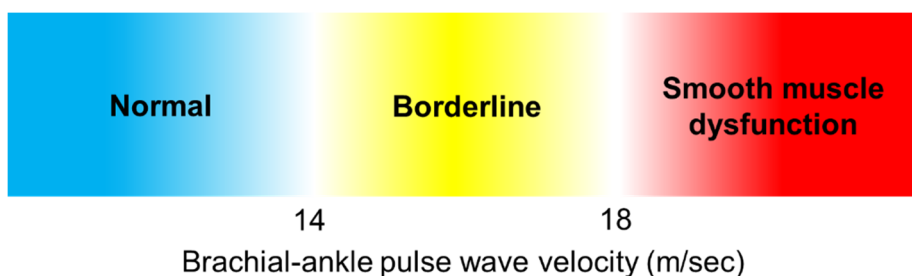 Normal
Borderline
Smooth muscle
dysfunction
14
18
Brachial-ankle pulse wave velocity (m/sec)